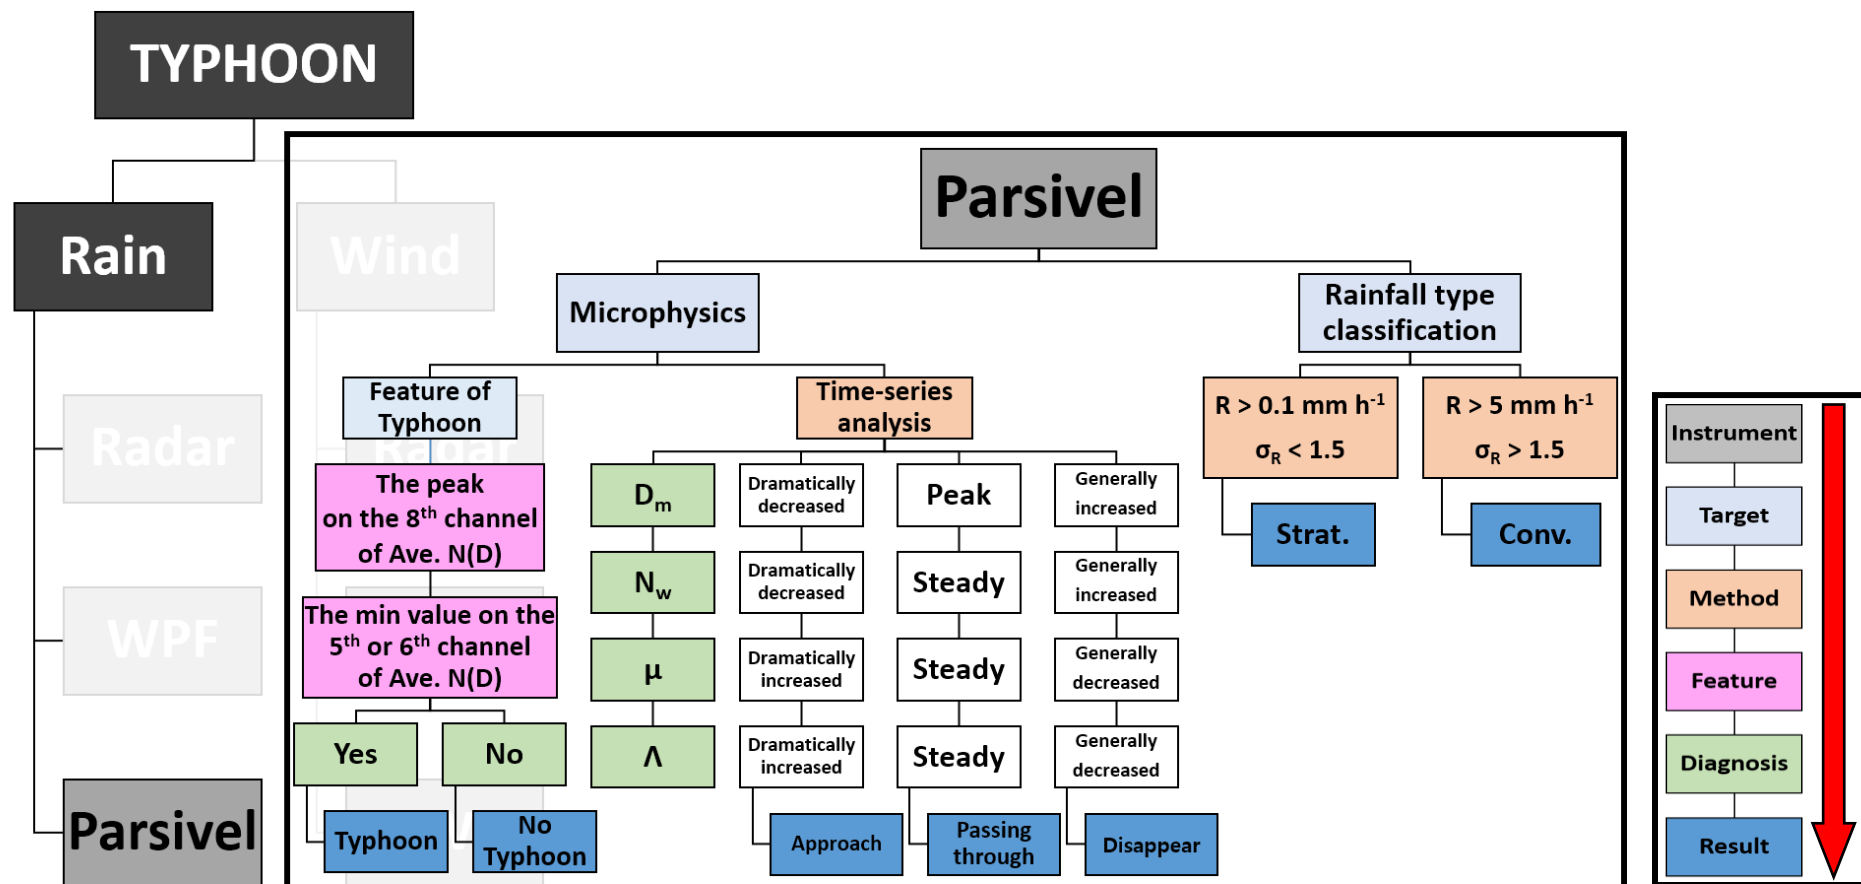 TYPHOON
Rain
Wind
Radar
WPF
Parsivel
Radar
Parsivel
Microphysics
Rainfall type
classification
Feature of
Typhoon
The peak
on the 8th channel
of Ave. N(D)
The min value on the
5th or 6th channel
of Ave. N(D)
Yes
No
Typhoon
No
Typhoon
Time-series
analysis
Dm
Nw
μ
Λ
Dramatically
decreased
Dramatically
decreased
Dramatically
increased
Dramatically
increased
Approach
Peak
Steady
Steady
Steady
Passing
through
Generally
increased
Generally
increased
Generally
decreased
Generally
decreased
Disappear
R > 0.1 mm h-1
σR < 1.5
Strat.
R > 5 mm h-1
σR > 1.5
Conv.
Instrument
Target
Method
Feature
Diagnosis
Result